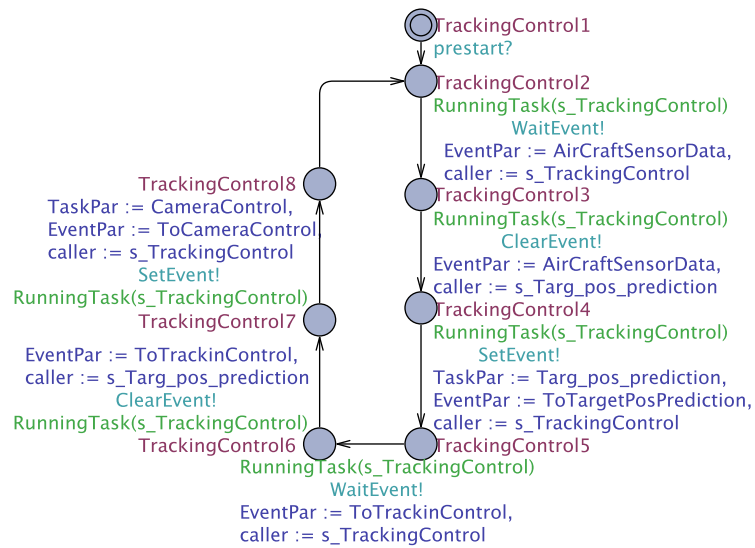 TrackingControl1
prestart?
TrackingControl2
RunningTask(s_TrackingControl)
WaitEvent!
EventPar := AirCraftSensorData,
caller := s_TrackingControl
TrackingControl3
RunningTask(s_TrackingControl)
ClearEvent!
EventPar := AirCraftSensorData,
caller := s_Targ_pos_prediction
TrackingControl4
RunningTask(s_TrackingControl)
SetEvent!
TaskPar := Targ_pos_prediction,
EventPar := ToTargetPosPrediction,
caller := s_TrackingControl
TrackingControl5
RunningTask(s_TrackingControl)
WaitEvent!
EventPar := ToTrackinControl,
caller := s_TrackingControl
TrackingControl8
TaskPar := CameraControl,
EventPar := ToCameraControl,
caller := s_TrackingControl
SetEvent!
RunningTask(s_TrackingControl)
TrackingControl7
EventPar := ToTrackinControl,
caller := s_Targ_pos_prediction
ClearEvent!
RunningTask(s_TrackingControl)
TrackingControl6